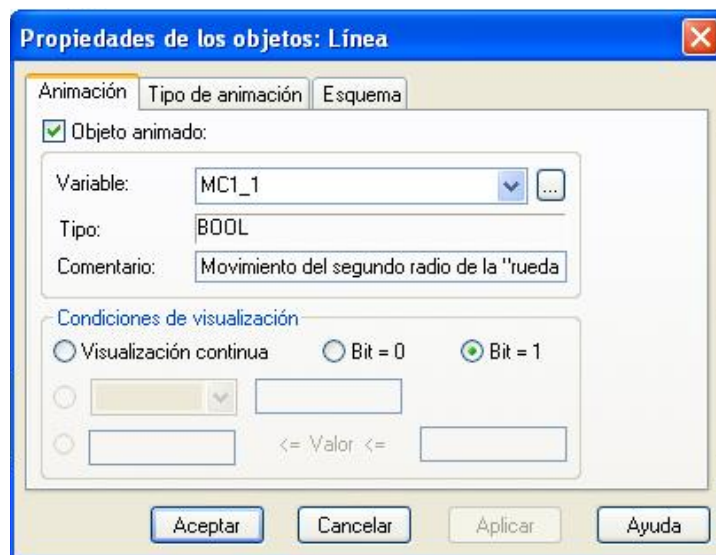 Propiedades de los objetos: Línea
Animación Tipo de animación Esquema
Objeto animado:
Variable: MC1_1 ...
Tipo: BOOL
Comentario: Movimiento del segundo radio de la "rueda
Condiciones de visualización
Visualización continua Bit = 0 Bit = 1
<= Valor <=
Aceptar Cancelar Aplicar Ayuda